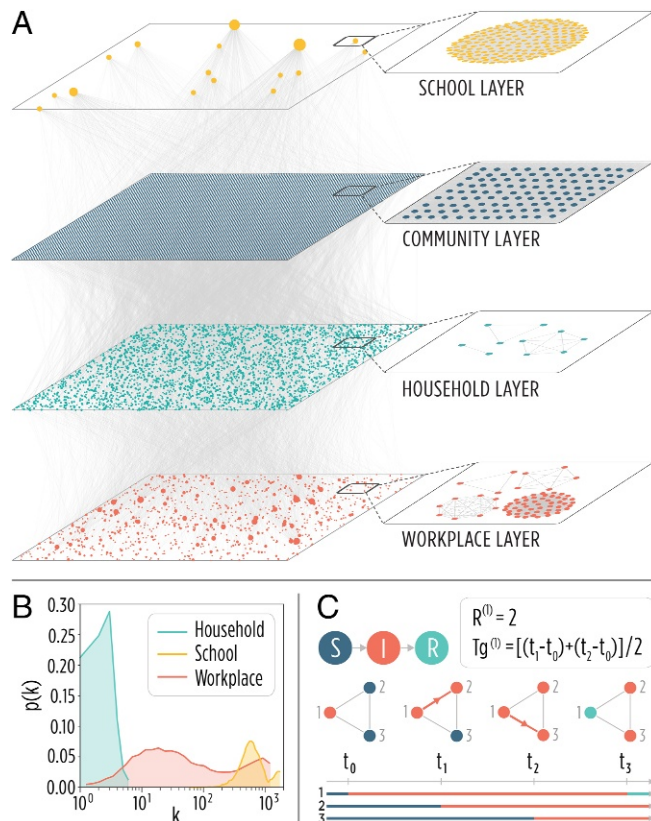 A
SCHOOL LAYER
COMMUNITY LAYER
HOUSEHOLD LAYER
WORKPLACE LAYER
B
p(k)
0.30
0.25
0.20
0.15
0.10
0.05
0.00
Household
School
Workplace
10⁰ 10¹ 10² 10³
k
C
S I R
R⁽¹⁾ = 2
Tg⁽¹⁾ = [(t₁-t₀)+(t₂-t₀)]/2
2 2 2 2
1 1 1 1
3 3 3 3
t₀ t₁ t₂ t₃
1
2
3